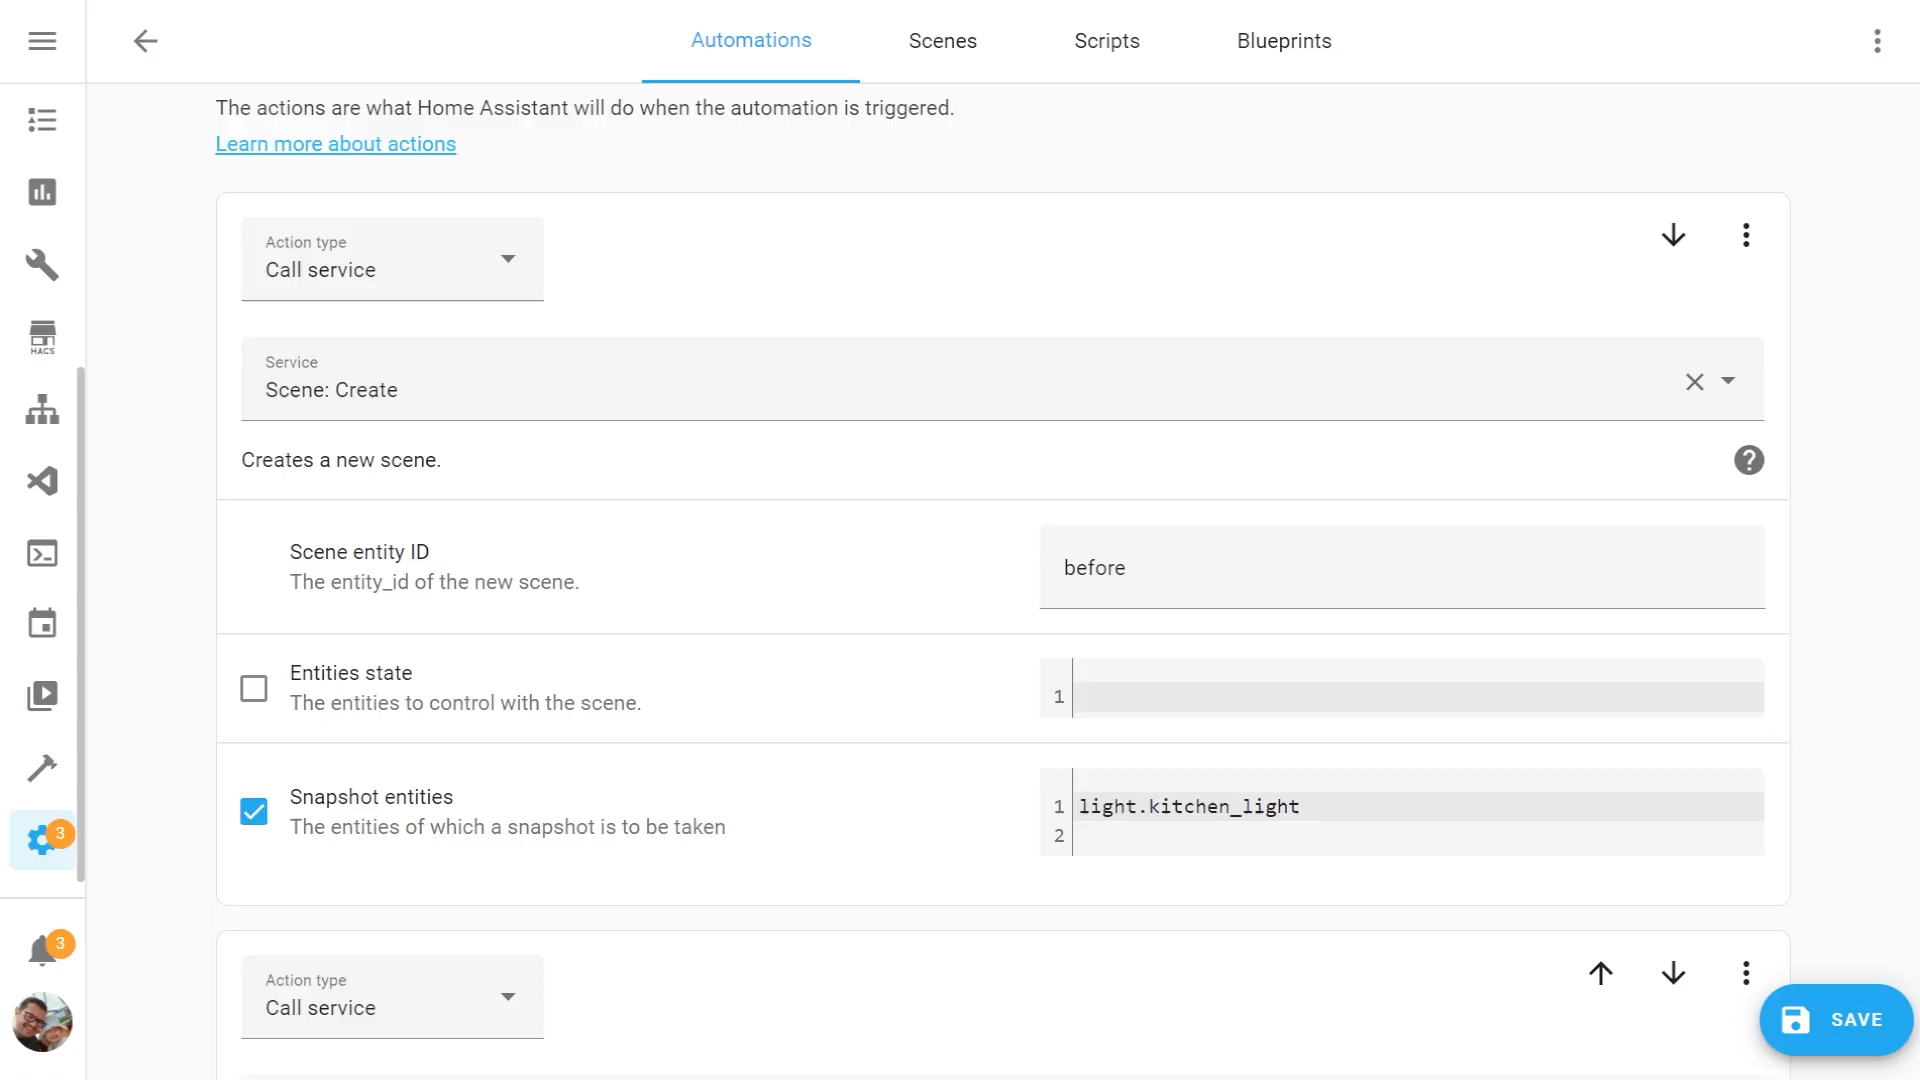 Automations
Scenes
Scripts
Blueprints
The actions are what Home Assistant will do when the automation is triggered.
Learn more about actions
Action type
Call service
Service
Scene: Create
HACS
Creates a new scene.
Scene entity ID
The entity_id of the new scene.
before
Entities state
The entities to control with the scene.
1
Snapshot entities
The entities of which a snapshot is to be taken
1 light.kitchen_light
2
3
3
Action type
Call service
SAVE